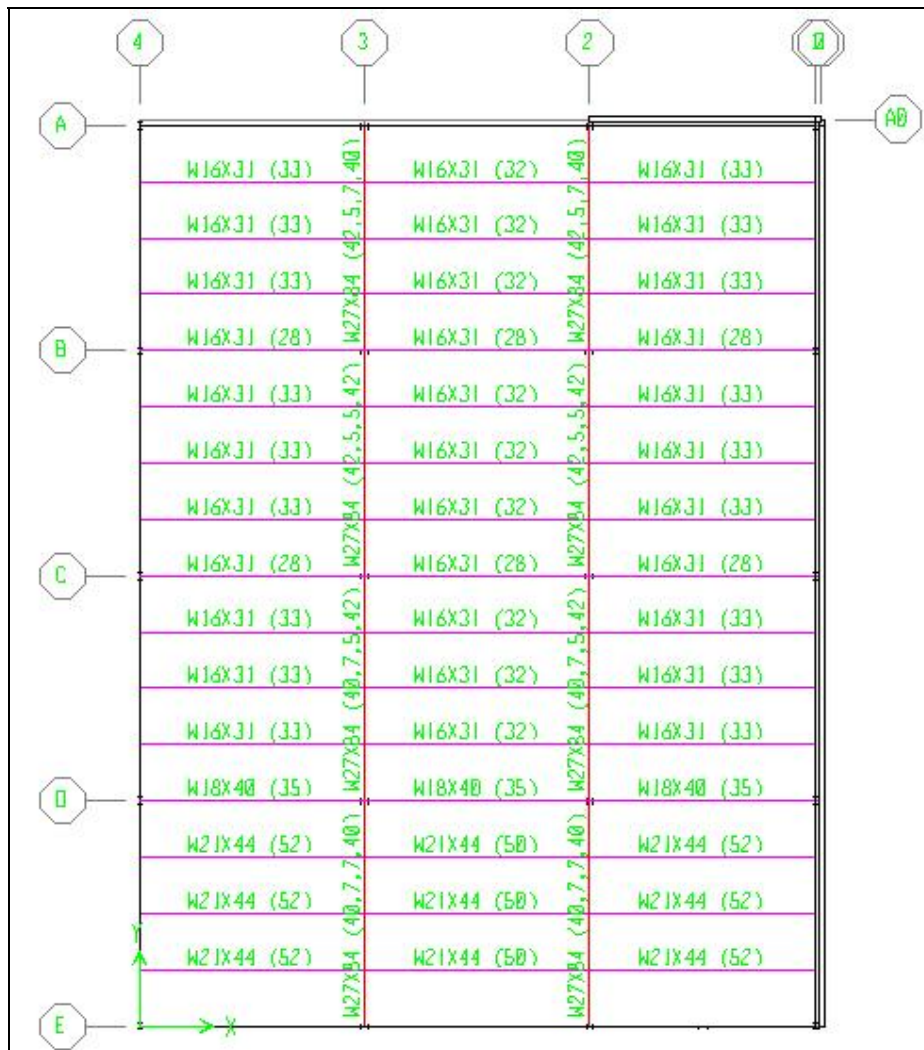 4
3
2
A
A0
W16X31 (33) W16X31 (32) W16X31 (33)
W16X31 (33) W16X31 (32) W16X31 (33)
W16X31 (33) W16X31 (32) W16X31 (33)
W27X84 (42,5,7,40)
W27X84 (42,5,7,40)
B
W16X31 (28) W16X31 (28) W16X31 (28)
W16X31 (33) W16X31 (32) W16X31 (33)
W16X31 (33) W16X31 (32) W16X31 (33)
W16X31 (33) W16X31 (32) W16X31 (33)
W27X84 (42,5,5,42)
W27X84 (42,5,5,42)
C
W16X31 (28) W16X31 (28) W16X31 (28)
W16X31 (33) W16X31 (32) W16X31 (33)
W16X31 (33) W16X31 (32) W16X31 (33)
W16X31 (33) W16X31 (32) W16X31 (33)
W27X84 (40,7,5,42)
W27X84 (40,7,5,42)
D
W18X40 (35) W18X40 (35) W18X40 (35)
W21X44 (52) W21X44 (50) W21X44 (52)
W21X44 (52) W21X44 (50) W21X44 (52)
W21X44 (52) W21X44 (50) W21X44 (52)
W27X84 (40,7,7,40)
W27X84 (40,7,7,40)
Y
X
E